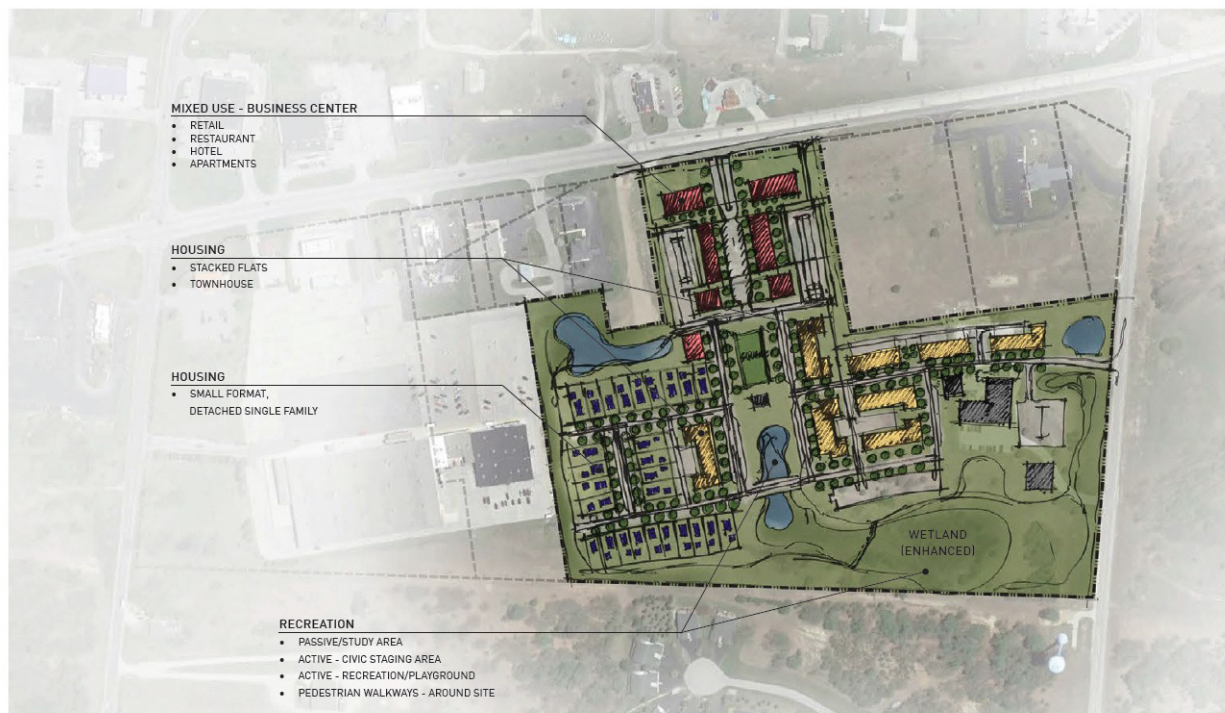 MIXED USE - BUSINESS CENTER
• RETAIL
• RESTAURANT
• HOTEL
• APARTMENTS
HOUSING
• STACKED FLATS
• TOWNHOUSE
SQUARE
HOUSING
• SMALL FORMAT,
DETACHED SINGLE FAMILY
WETLAND
(ENHANCED)
RECREATION
• PASSIVE/STUDY AREA
• ACTIVE - CIVIC STAGING AREA
• ACTIVE - RECREATION/PLAYGROUND
• PEDESTRIAN WALKWAYS - AROUND SITE